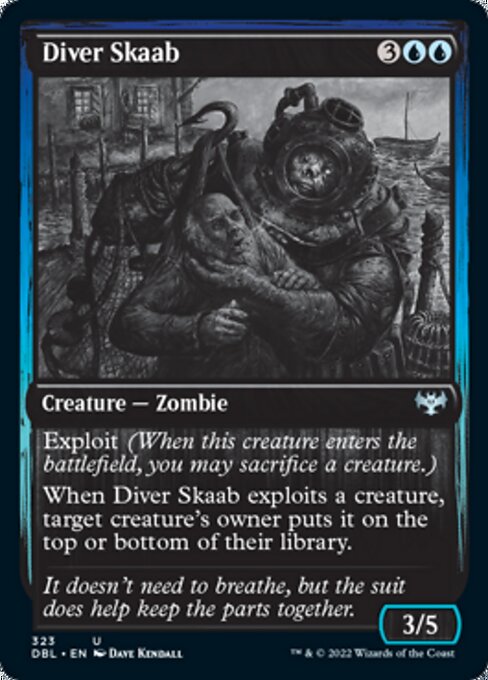 Diver Skaab 3
Creature — Zombie
Exploit (When this creature enters the
battlefield, you may sacrifice a creature.)
When Diver Skaab exploits a creature,
target creature's owner puts it on the
top or bottom of their library.
It doesn't need to breathe, but the suit
does help keep the parts together.
3/5
323 U
DBL • EN Dave Kendall
™ & © 2022 Wizards of the Coast